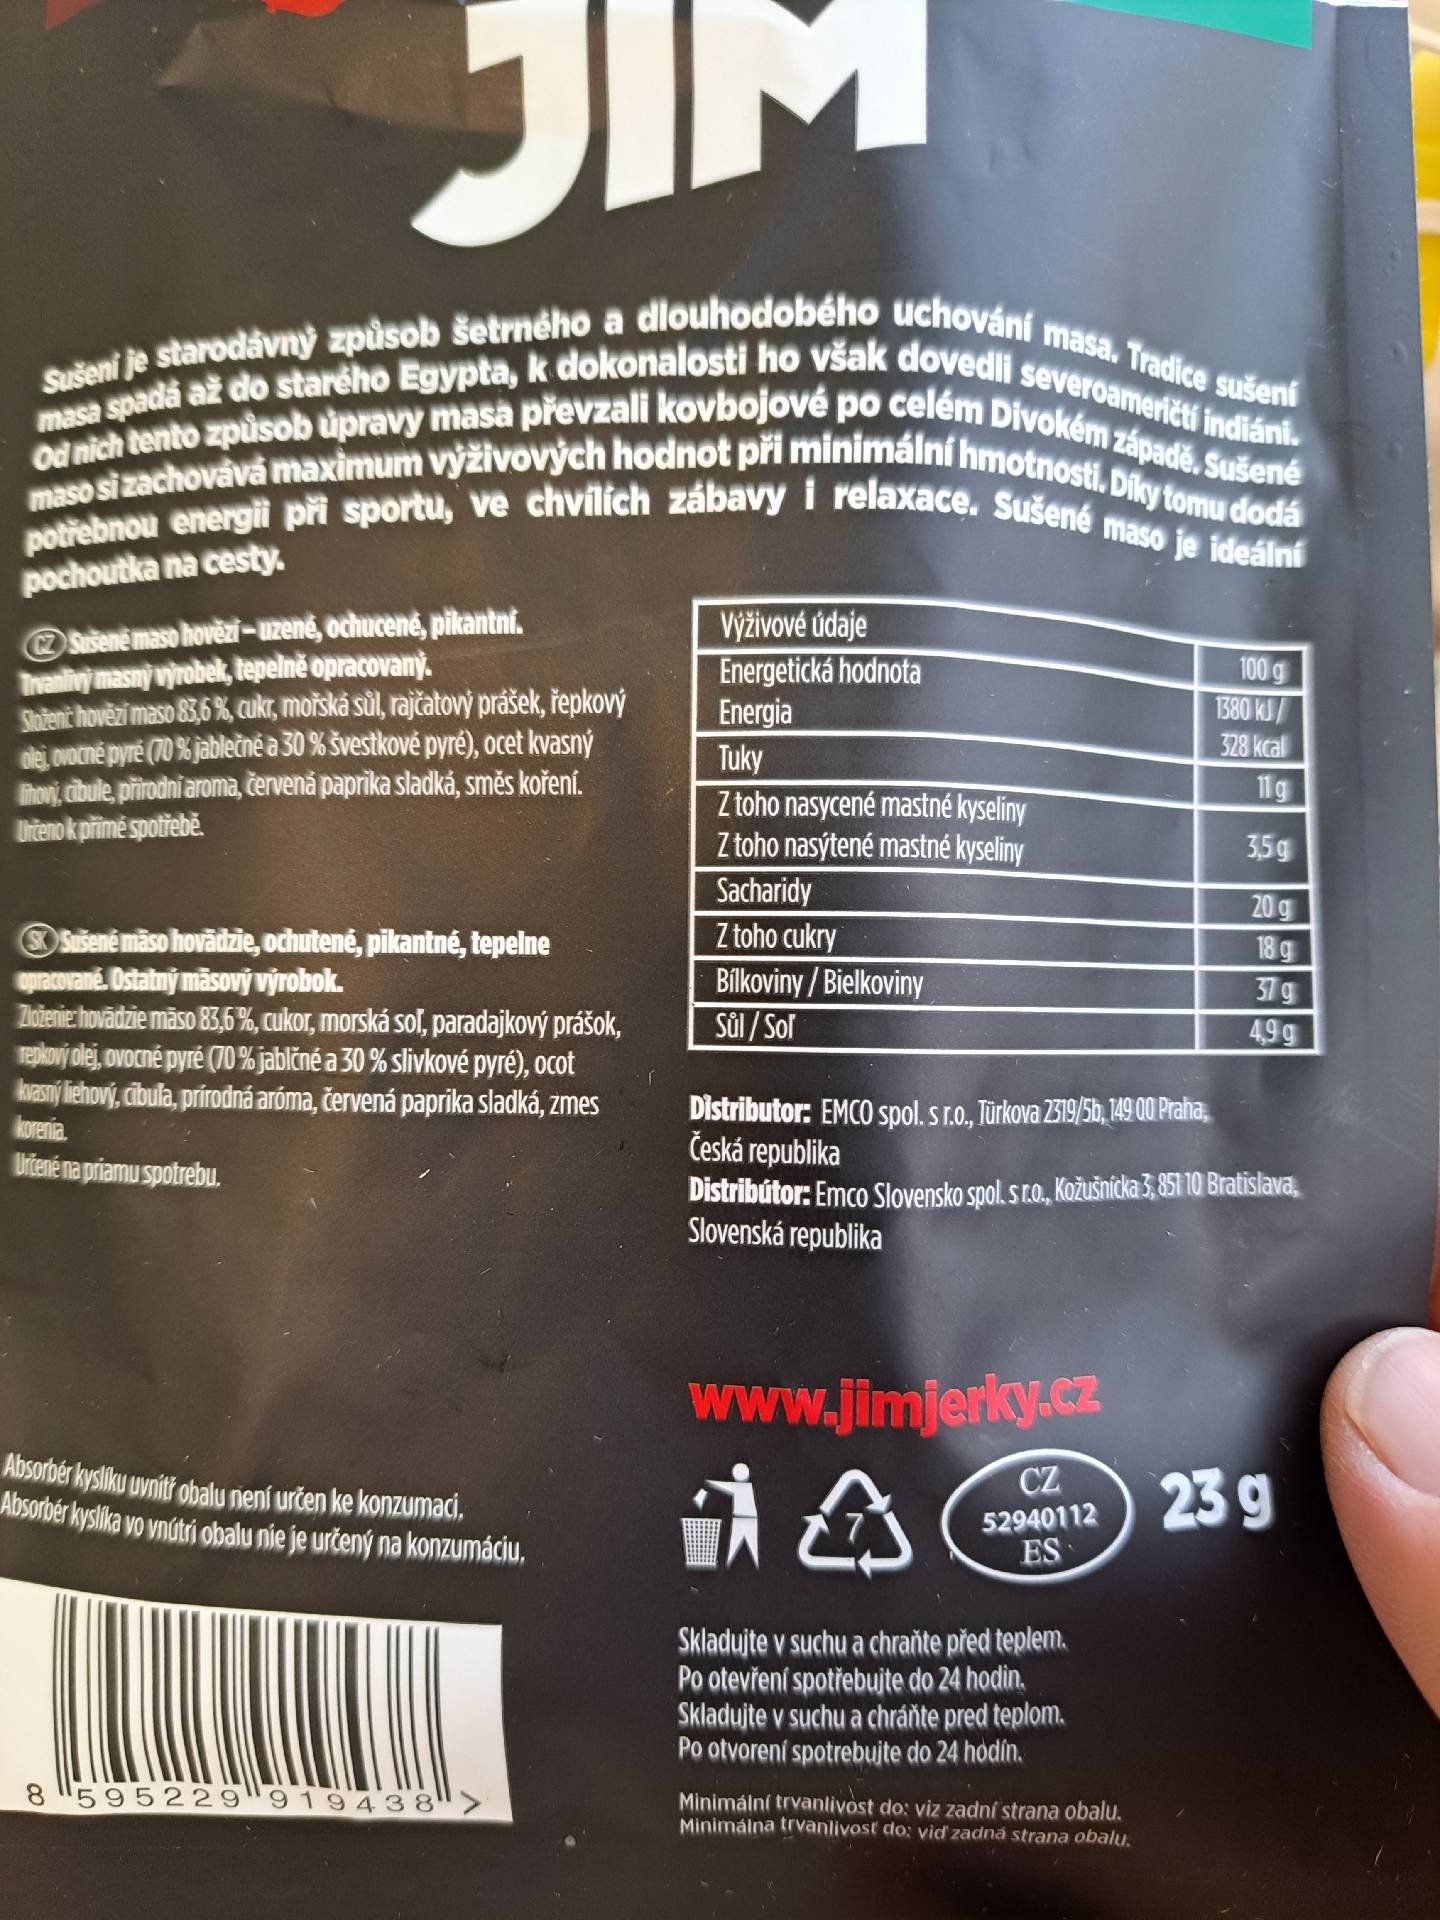 JIM
Sušení je starodávný způsob šetrného a dlouhodobého uchování masa. Tradice sušení
masa spadá až do starého Egypta, k dokonalosti ho však dovedli severoameričtí indiáni.
Od nich tento způsob úpravy masa převzali kovbojové po celém Divokém západě. Sušené
maso si zachovává maximum výživových hodnot při minimální hmotnosti. Díky tomu dodá
potřebnou energii při sportu, ve chvílích zábavy i relaxace. Sušené maso je ideální
pochoutka na cesty.
CZ Sušené maso hovězí – uzené, ochucené, pikantní.
Trvanlivý masný výrobek, tepelně opracovaný.
Složení: hovězí maso 83,6 %, cukr, mořská sůl, rajčatový prášek, řepkový
olej, ovocné pyré (70 % jablečné a 30 % švestkové pyré), ocet kvasný
lihový, cibule, přírodní aroma, červená paprika sladká, směs koření.
Určeno k přímé spotřebě.
SK Sušené mäso hovädzie, ochutené, pikantné, tepelne
opracované. Ostatný mäsový výrobok.
Zloženie: hovädzie mäso 83,6 %, cukor, morská soľ, paradajkový prášok,
repkový olej, ovocné pyré (70 % jablčné a 30 % slivkové pyré), ocot
kvasný liehový, cibuľa, prírodná aróma, červená paprika sladká, zmes
korenia.
Určené na priamu spotrebu.
Absorbér kyslíku uvnitř obalu není určen ke konzumaci.
Absorbér kyslíka vo vnútri obalu nie je určený na konzumáciu.
8 595229 919438 >
Výživové údaje
100 g
Energetická hodnota
1380 kJ /
Energia
328 kcal
Tuky
11 g
Z toho nasycené mastné kyseliny
Z toho nasýtené mastné kyseliny
3,5 g
Sacharidy
20 g
Z toho cukry
18 g
Bílkoviny / Bielkoviny
37 g
Sůl / Soľ
4,9 g
Distributor: EMCO spol. s r.o., Türkova 2319/5b, 149 00 Praha,
Česká republika
Distribútor: Emco Slovensko spol. s r.o., Kožušnícka 3, 851 10 Bratislava,
Slovenská republika
www.jimjerky.cz
7
CZ
52940112
ES
23 g
Skladujte v suchu a chraňte před teplem.
Po otevření spotřebujte do 24 hodin.
Skladujte v suchu a chráňte pred teplom.
Po otvorení spotrebujte do 24 hodín.
Minimální trvanlivost do: viz zadní strana obalu.
Minimálna trvanlivosť do: viď zadná strana obalu.